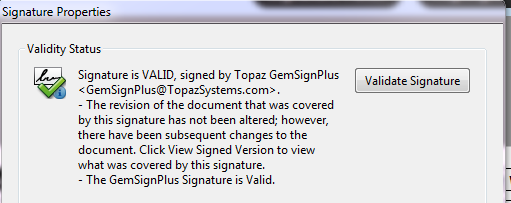 Signature Properties
Validity Status
Signature is VALID, signed by Topaz GemSignPlus
<GemSignPlus@TopazSystems.com>.
- The revision of the document that was covered
by this signature has not been altered; however,
there have been subsequent changes to the
document. Click View Signed Version to view
what was covered by this signature.
- The GemSignPlus Signature is Valid.
Validate Signature